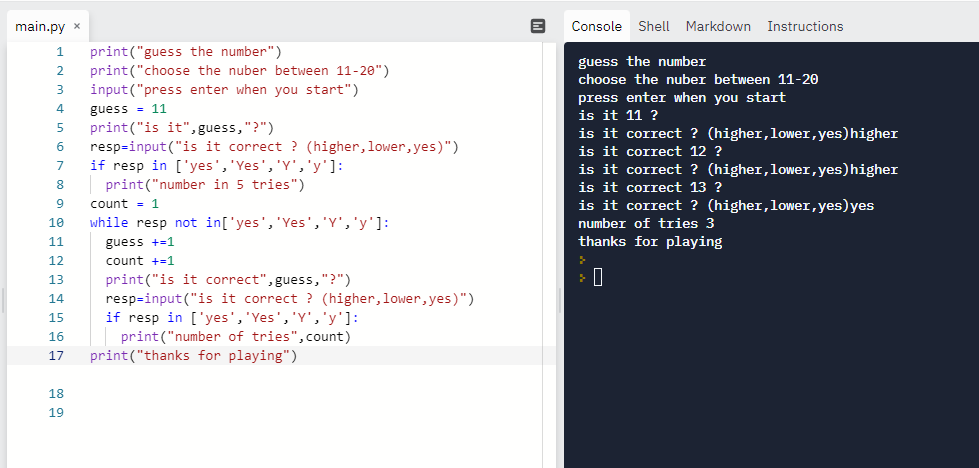 main.py ×
Console Shell Markdown Instructions
1 print("guess the number")
2 print("choose the nuber between 11-20")
3 input("press enter when you start")
4 guess = 11
5 print("is it",guess,"?")
6 resp=input("is it correct ? (higher,lower,yes)")
7 if resp in ['yes','Yes','Y','y']:
8   print("number in 5 tries")
9 count = 1
10 while resp not in['yes','Yes','Y','y']:
11   guess +=1
12   count +=1
13   print("is it correct",guess,"?")
14   resp=input("is it correct ? (higher,lower,yes)")
15   if resp in ['yes','Yes','Y','y']:
16     print("number of tries",count)
17 print("thanks for playing")
18
19
guess the number
choose the nuber between 11-20
press enter when you start
is it 11 ?
is it correct ? (higher,lower,yes)higher
is it correct 12 ?
is it correct ? (higher,lower,yes)higher
is it correct 13 ?
is it correct ? (higher,lower,yes)yes
number of tries 3
thanks for playing